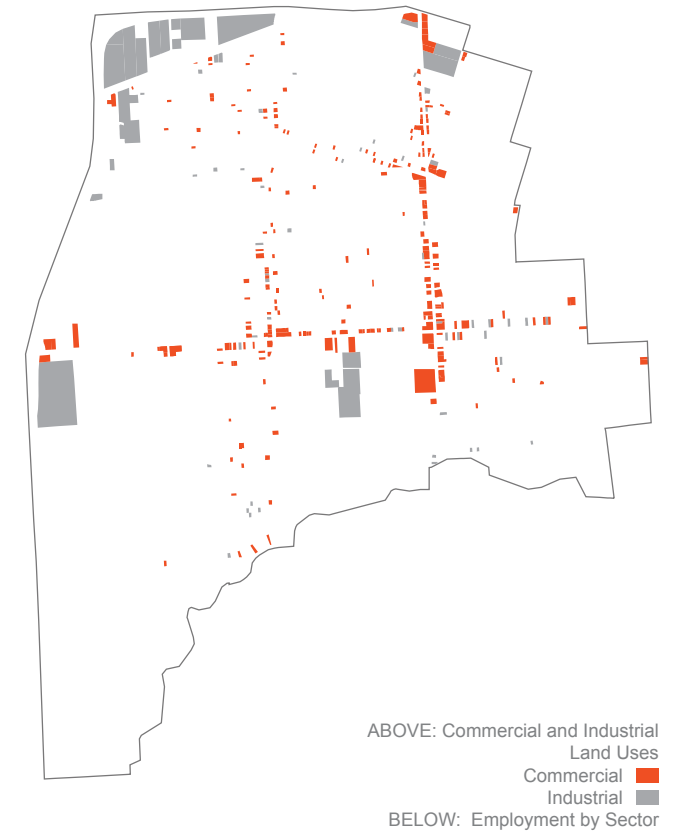 ABOVE: Commercial and Industrial
Land Uses
Commercial
Industrial
BELOW: Employment by Sector